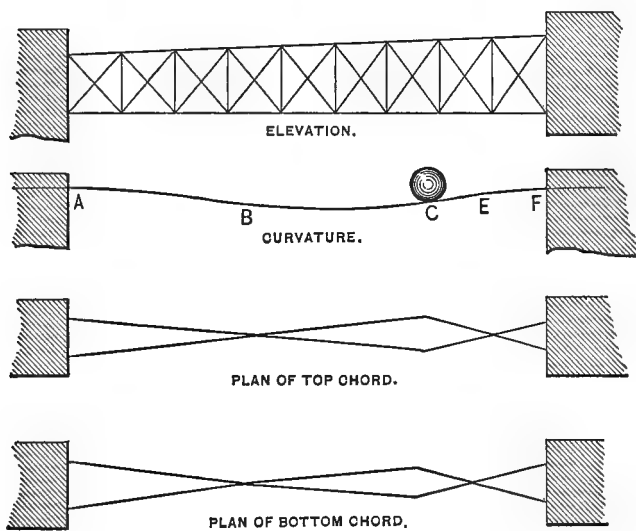 ELEVATION.
A B C E F
CURVATURE.
PLAN OF TOP CHORD.
PLAN OF BOTTOM CHORD.